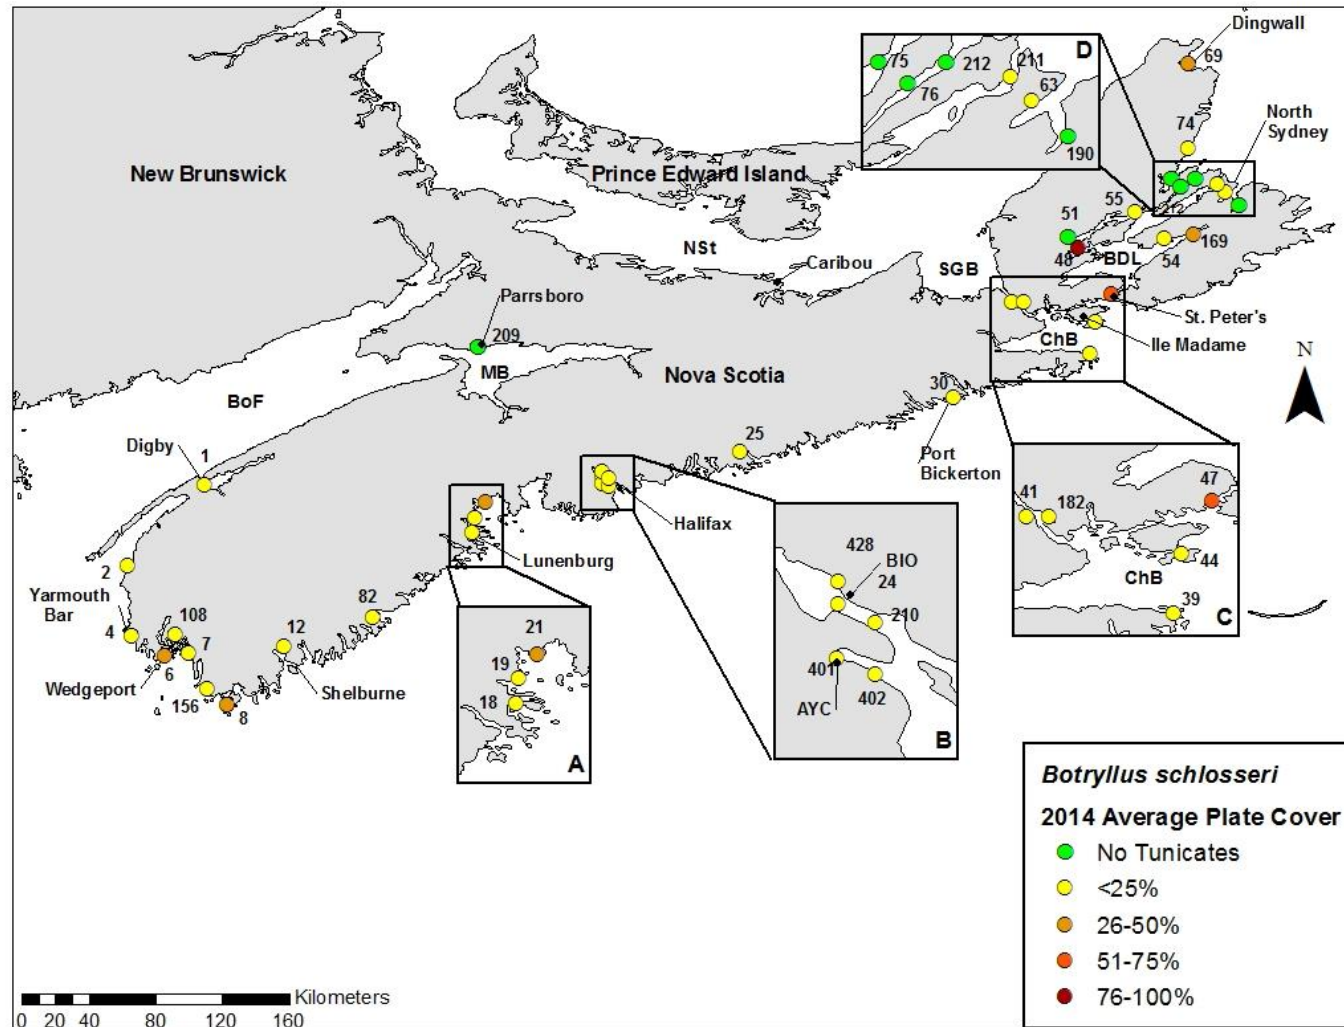 Dingwall
69
D
75
212
211
76
63
190
74
North
Sydney
New Brunswick
Prince Edward Island
55
212
51
169
48
BDL
54
NSt
Caribou
SGB
Parrsboro
209
St. Peter's
Ile Madame
ChB
MB
Nova Scotia
N
BoF
30
Digby
1
25
Port
Bickerton
Halifax
47
41
182
44
ChB
39
C
Lunenburg
428
BIO
24
210
401
402
AYC
B
2
Yarmouth
Bar
108
4
7
12
82
6
Wedgeport
Shelburne
156
8
21
19
18
A
Botryllus schlosseri
2014 Average Plate Cover
No Tunicates
<25%
26-50%
51-75%
76-100%
Kilometers
0 20 40 80 120 160